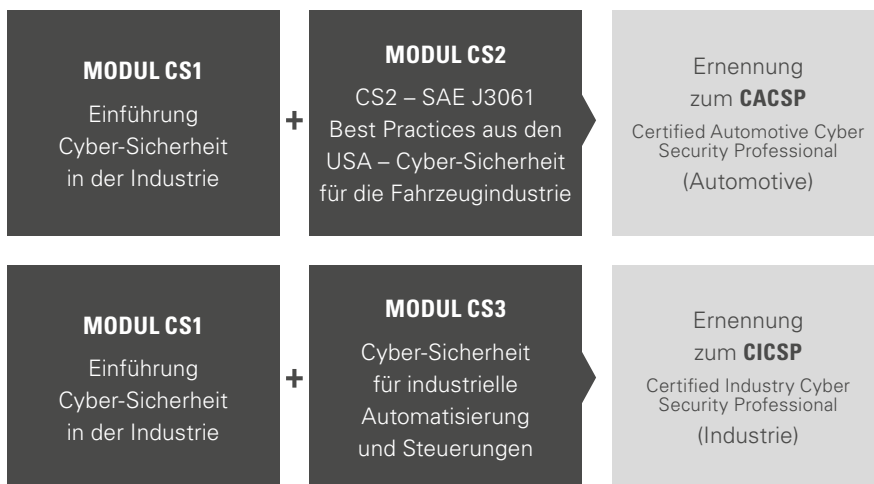 MODUL CS1
Einführung
Cyber-Sicherheit
in der Industrie
+
MODUL CS2
CS2 – SAE J3061
Best Practices aus den
USA – Cyber-Sicherheit
für die Fahrzeugindustrie
Ernennung
zum CACSP
Certified Automotive Cyber
Security Professional
(Automotive)
MODUL CS1
Einführung
Cyber-Sicherheit
in der Industrie
+
MODUL CS3
Cyber-Sicherheit
für industrielle
Automatisierung
und Steuerungen
Ernennung
zum CICSP
Certified Industry Cyber
Security Professional
(Industrie)